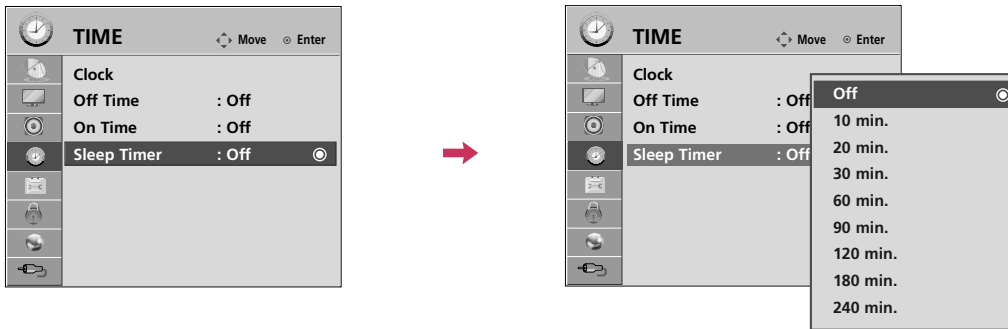 TIME Move Enter
Clock
Off Time : Off
On Time : Off
Sleep Timer : Off
TIME Move Enter
Clock
Off Time : Off
On Time : Off
Sleep Timer : Off
Off
10 min.
20 min.
30 min.
60 min.
90 min.
120 min.
180 min.
240 min.